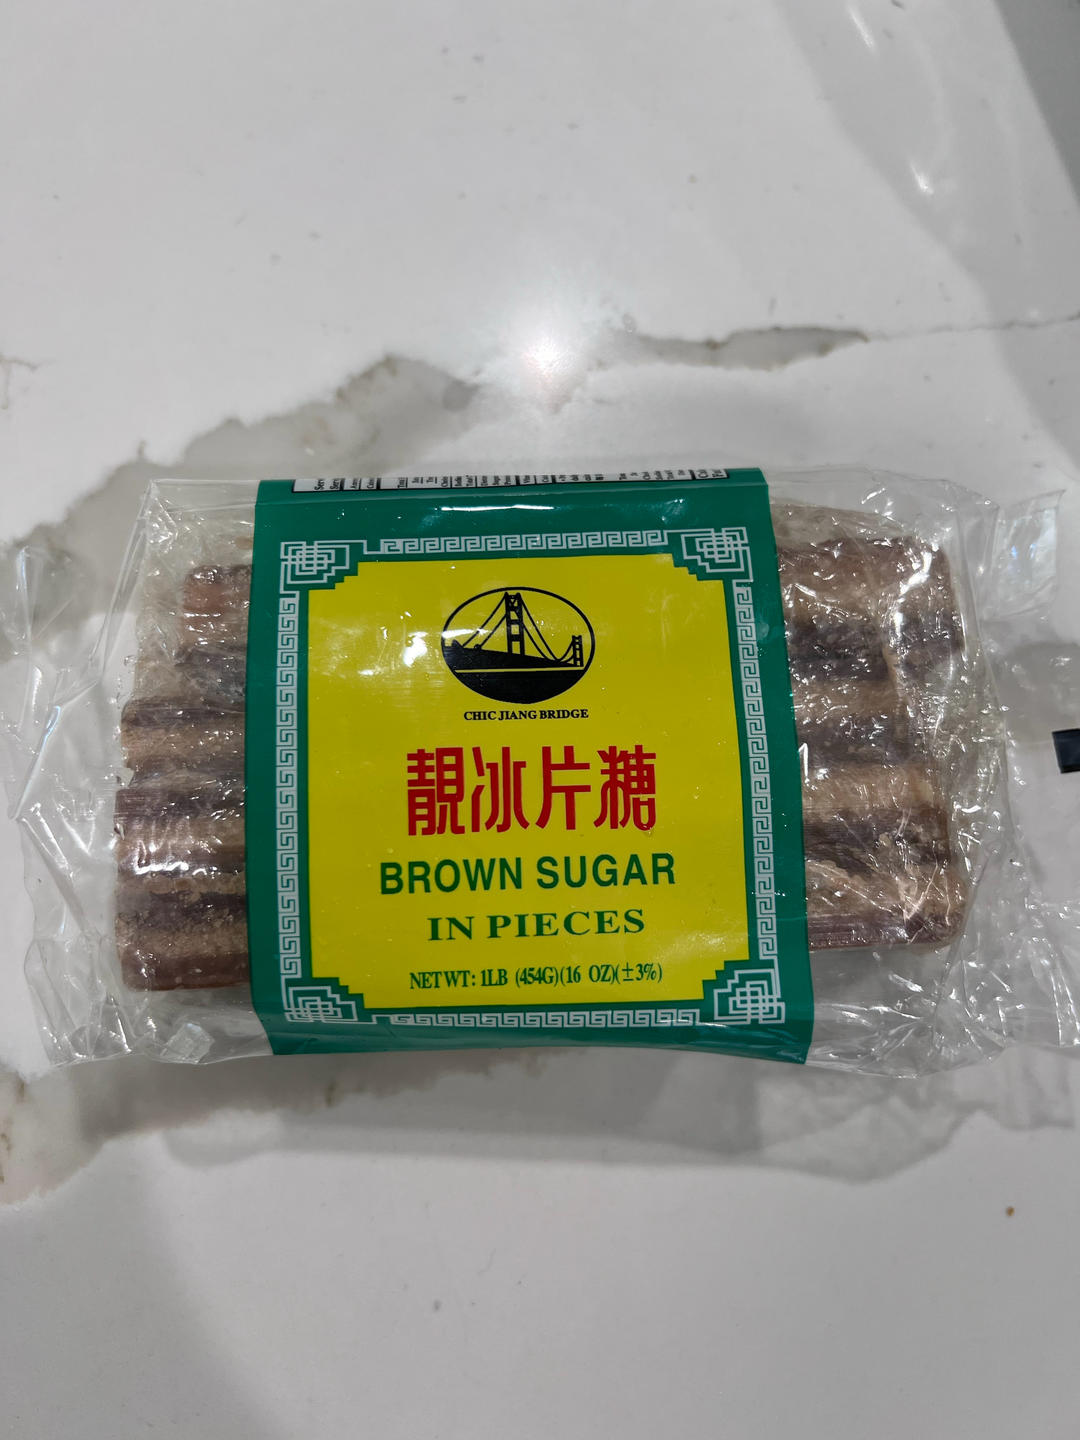 CHIC JIANG BRIDGE
靚冰片糖
BROWN SUGAR
IN PIECES
NET WT: 1LB (454G)(16 OZ)(±3%)